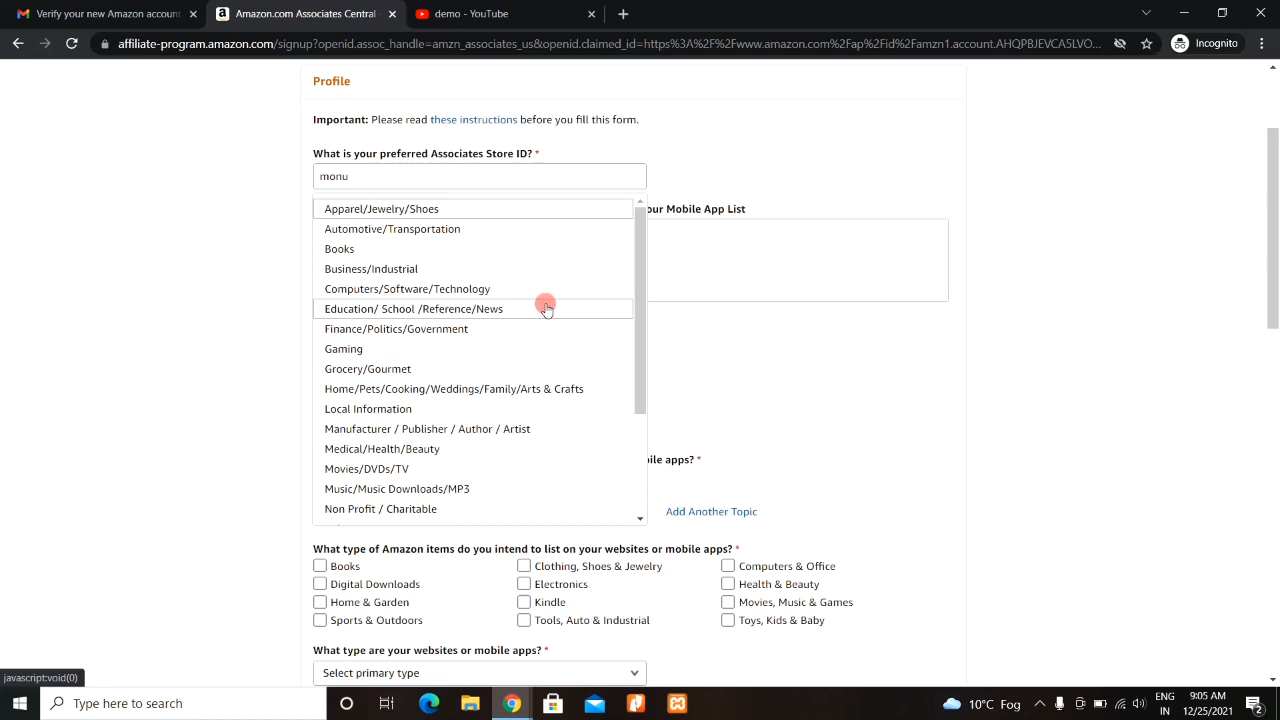 Verify your new Amazon account
Amazon.com Associates Central
demo - YouTube
affiliate-program.amazon.com/signup?openid.assoc_handle=amzn_associates_us&openid.claimed_id=https%3A%2F%2Fwww.amazon.com%2Fap%2Fid%2Famzn1.account.AHQPBJEVCA5LVO...
Incognito
Profile
Important: Please read these instructions before you fill this form.
What is your preferred Associates Store ID? *
monu
Apparel/Jewelry/Shoes
our Mobile App List
Automotive/Transportation
Books
Business/Industrial
Computers/Software/Technology
Education/ School /Reference/News
Finance/Politics/Government
Gaming
Grocery/Gourmet
Home/Pets/Cooking/Weddings/Family/Arts & Crafts
Local Information
Manufacturer / Publisher / Author / Artist
Medical/Health/Beauty
ile apps? *
Movies/DVDs/TV
Music/Music Downloads/MP3
Non Profit / Charitable
Add Another Topic
What type of Amazon items do you intend to list on your websites or mobile apps? *
Books Clothing, Shoes & Jewelry Computers & Office
Digital Downloads Electronics Health & Beauty
Home & Garden Kindle Movies, Music & Games
Sports & Outdoors Tools, Auto & Industrial Toys, Kids & Baby
What type are your websites or mobile apps? *
Select primary type
javascript:void(0)
Type here to search
10°C Fog
ENG
IN
9:05 AM
12/25/2021
2